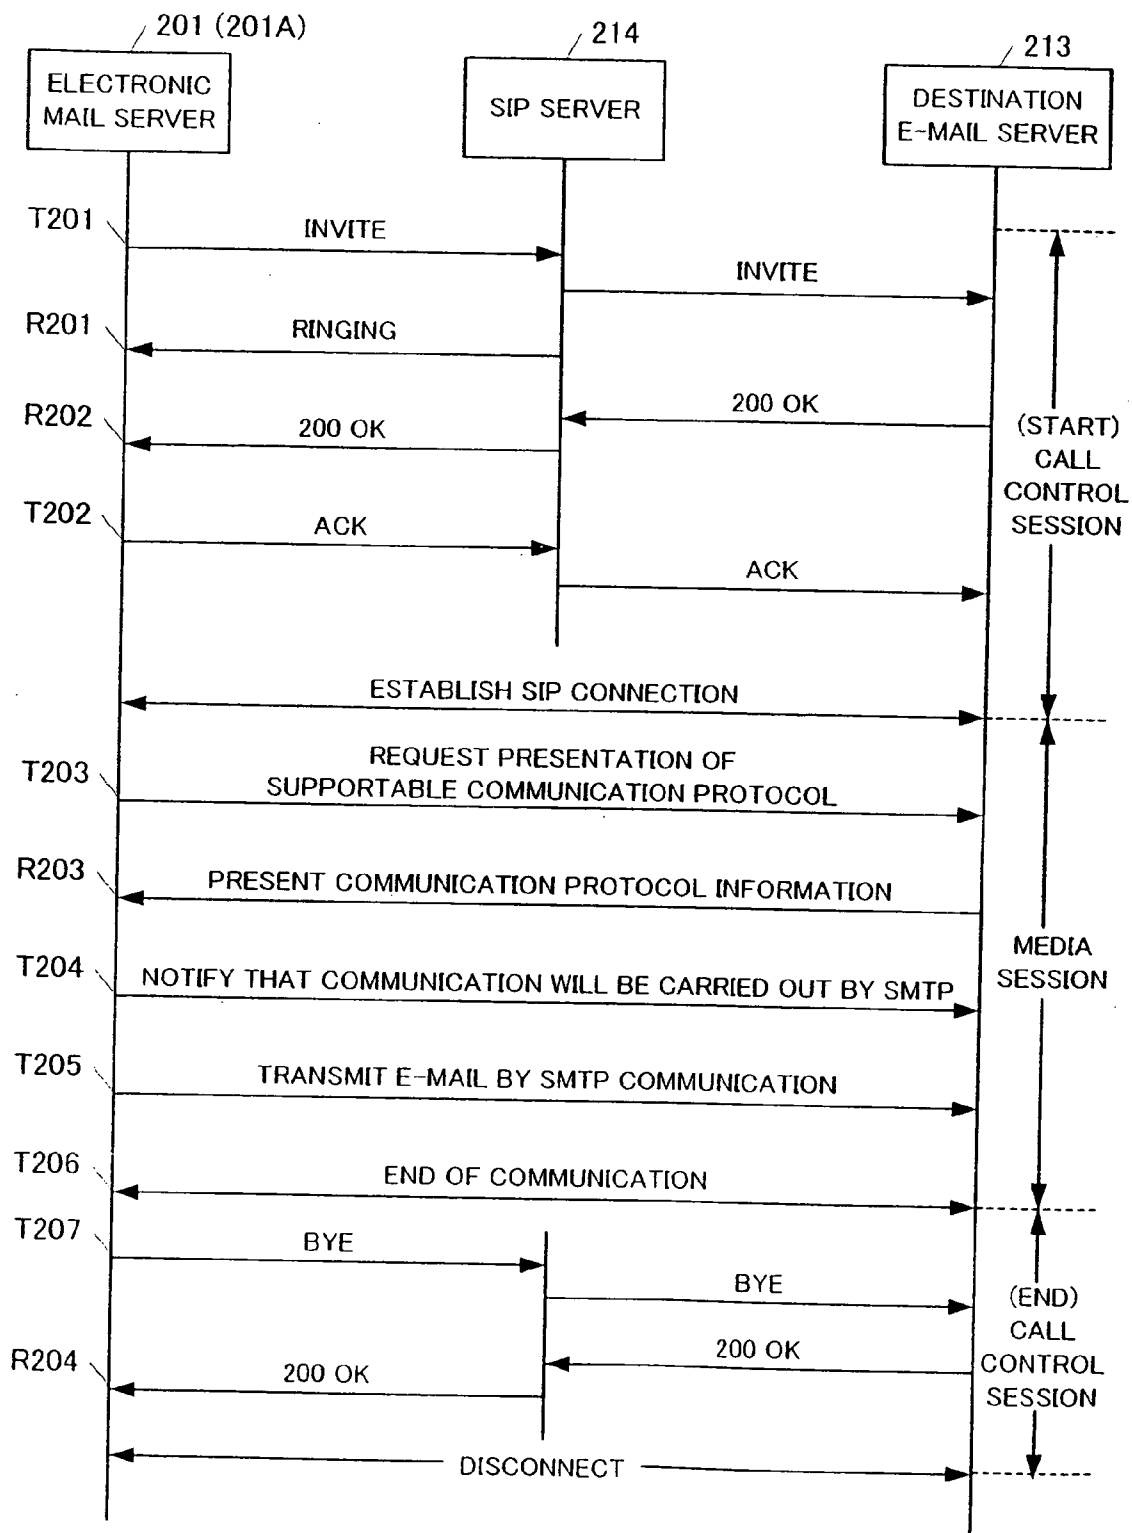 201 (201A)
214
213
ELECTRONIC
MAIL SERVER
SIP SERVER
DESTINATION
E-MAIL SERVER
T201
INVITE
INVITE
R201
RINGING
R202
200 OK
200 OK
(START)
CALL
CONTROL
SESSION
T202
ACK
ACK
ESTABLISH SIP CONNECTION
T203
REQUEST PRESENTATION OF
SUPPORTABLE COMMUNICATION PROTOCOL
R203
PRESENT COMMUNICATION PROTOCOL INFORMATION
MEDIA
SESSION
T204
NOTIFY THAT COMMUNICATION WILL BE CARRIED OUT BY SMTP
T205
TRANSMIT E-MAIL BY SMTP COMMUNICATION
T206
END OF COMMUNICATION
T207
BYE
BYE
(END)
CALL
CONTROL
SESSION
R204
200 OK
200 OK
DISCONNECT